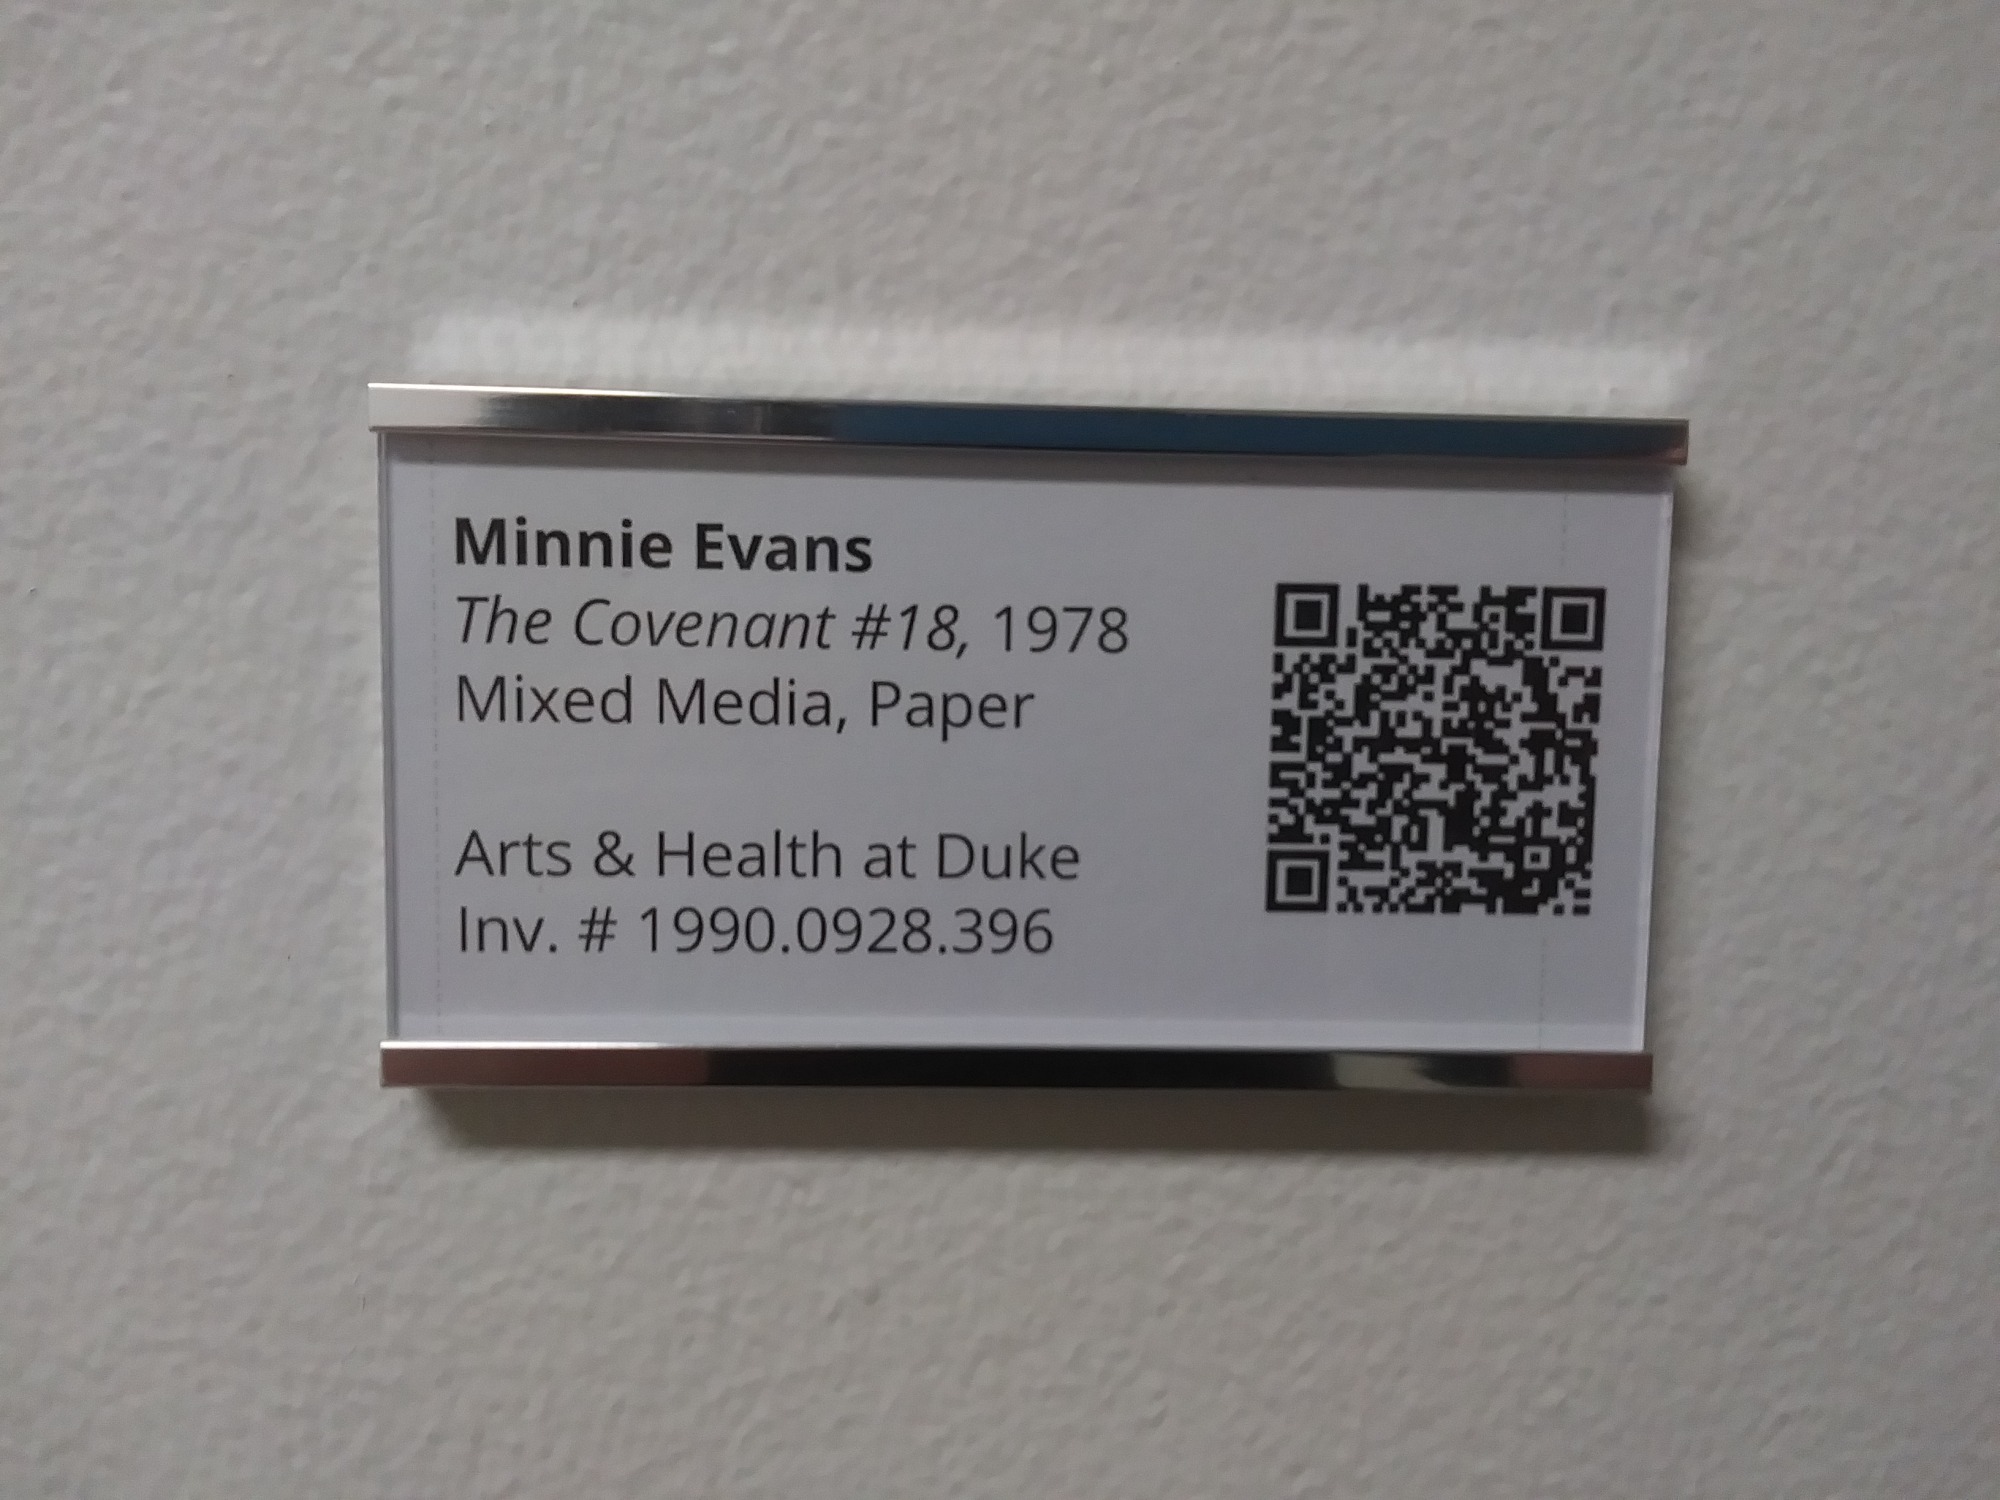 Minnie Evans
The Covenant #18, 1978
Mixed Media, Paper
Arts & Health at Duke
Inv. # 1990.0928.396